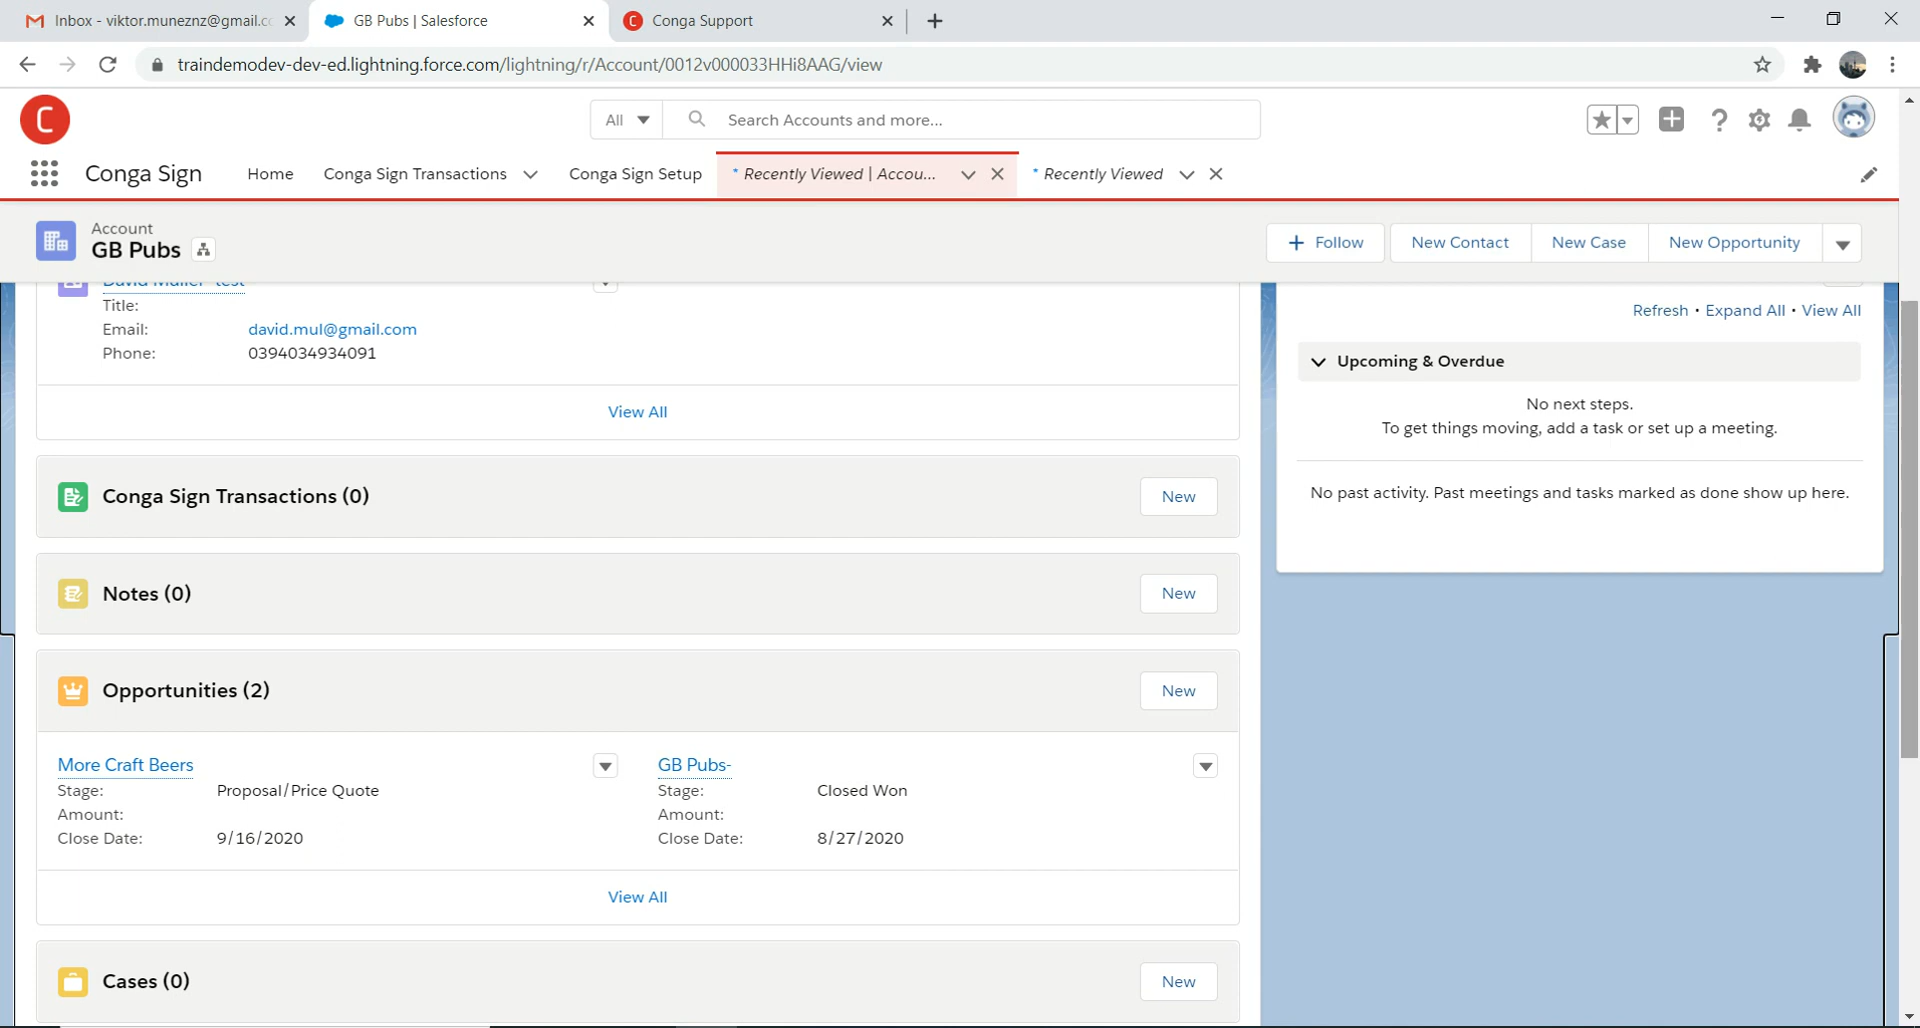 Inbox - viktor.muneznz@gmail.c
GB Pubs | Salesforce
Conga Support
traindemodev-dev-ed.lightning.force.com/lightning/r/Account/0012v000033HHi8AAG/view
C
All
Search Accounts and more...
Conga Sign
Home
Conga Sign Transactions
Conga Sign Setup
* Recently Viewed | Accou...
* Recently Viewed
Account
GB Pubs
Follow
New Contact
New Case
New Opportunity
Title:
Email: david.mul@gmail.com
Phone: 0394034934091
View All
Conga Sign Transactions (0)
New
Notes (0)
New
Opportunities (2)
New
More Craft Beers
Stage: Proposal/Price Quote
Amount:
Close Date: 9/16/2020
GB Pubs-
Stage: Closed Won
Amount:
Close Date: 8/27/2020
View All
Cases (0)
New
Refresh • Expand All • View All
Upcoming & Overdue
No next steps.
To get things moving, add a task or set up a meeting.
No past activity. Past meetings and tasks marked as done show up here.